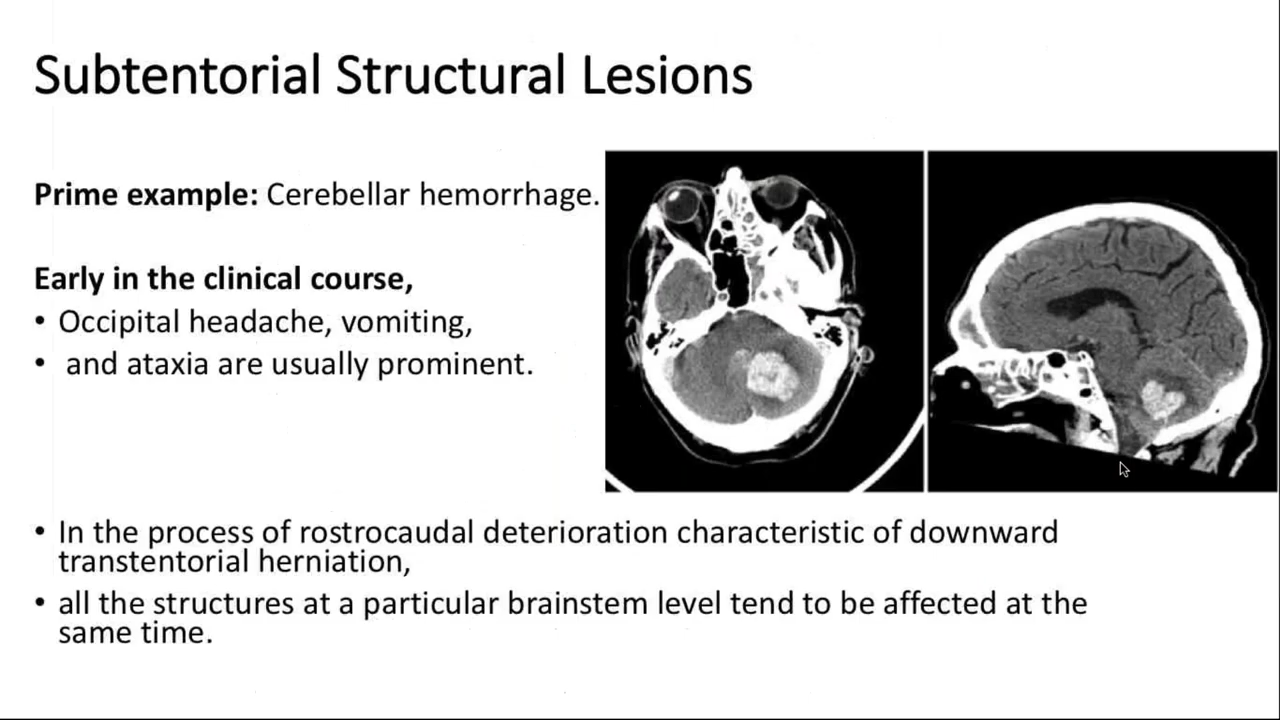 Subtentorial Structural Lesions
Prime example: Cerebellar hemorrhage.
Early in the clinical course,
• Occipital headache, vomiting,
• and ataxia are usually prominent.
• In the process of rostrocaudal deterioration characteristic of downward
transtentorial herniation,
• all the structures at a particular brainstem level tend to be affected at the
same time.